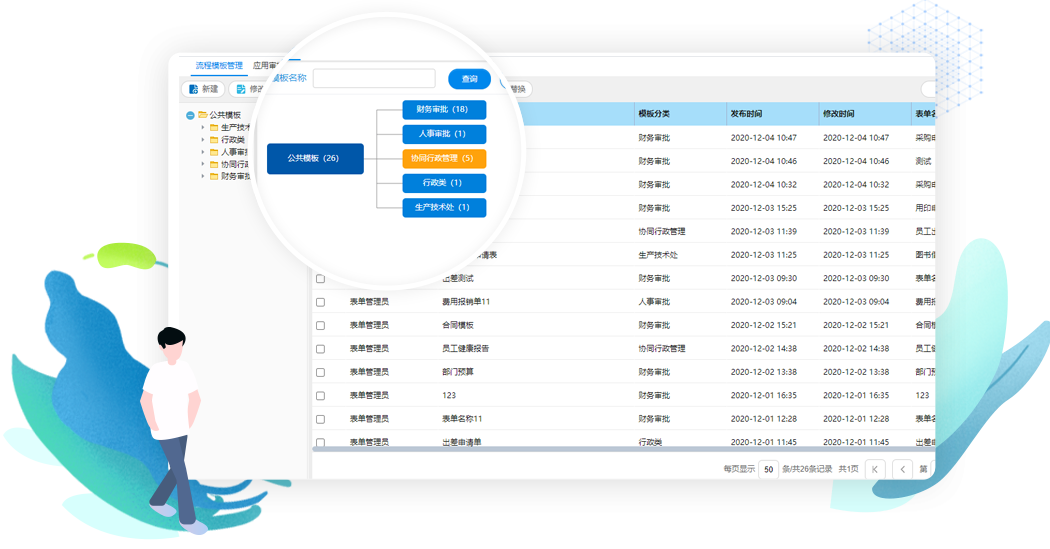 流程模板管理 应用审
模板名称 查询
新建 修改 替换
公共模板
生产技术
行政类
人事审批
协同行政
财务审批
公共模板 (26)
财务审批 (18)
人事审批 (1)
协同行政管理 (5)
行政类 (1)
生产技术处 (1)
模板分类 发布时间 修改时间 表单名
财务审批 2020-12-04 10:47 2020-12-04 10:47 采购申
财务审批 2020-12-04 10:46 2020-12-04 10:46 测试
财务审批 2020-12-04 10:32 2020-12-04 10:32 采购申
财务审批 2020-12-03 15:25 2020-12-03 15:25 用印申
协同行政管理 2020-12-03 11:39 2020-12-03 11:39 员工出
申请表 生产技术处 2020-12-03 11:25 2020-12-03 11:25 图书借
出差测试 财务审批 2020-12-03 09:30 2020-12-03 09:30 表单名
表单管理员 费用报销单11 人事审批 2020-12-03 09:04 2020-12-03 09:04 费用报
表单管理员 合同模板 财务审批 2020-12-02 15:21 2020-12-02 15:21 合同模
表单管理员 员工健康报告 协同行政管理 2020-12-02 14:38 2020-12-02 14:38 员工健
表单管理员 部门预算 财务审批 2020-12-02 13:38 2020-12-02 13:38 部门预
表单管理员 123 财务审批 2020-12-01 16:35 2020-12-01 16:35 123
表单管理员 表单名称11 财务审批 2020-12-01 12:28 2020-12-01 12:28 表单名
表单管理员 出差申请单 行政类 2020-12-01 11:45 2020-12-01 11:45 出差申
每页显示 50 条/共26条记录 共1页 第